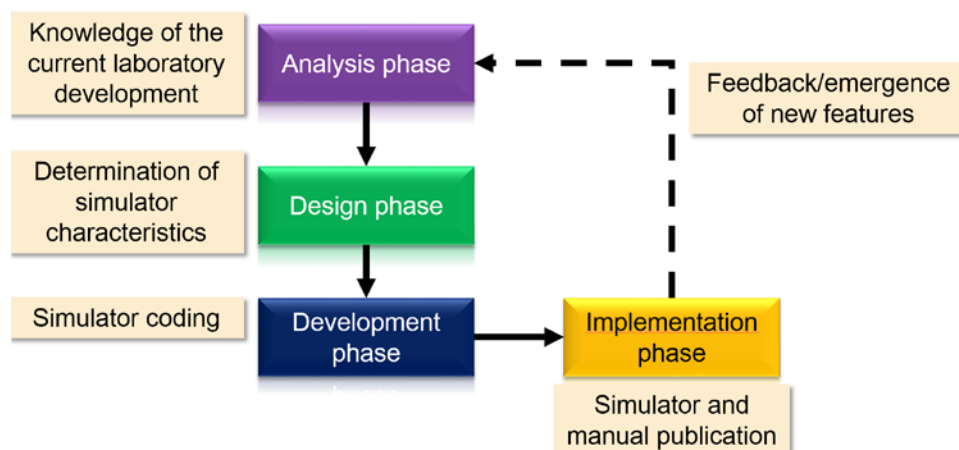 Knowledge of the
current laboratory
development
Analysis phase
Feedback/emergence
of new features
Determination of
simulator
characteristics
Design phase
Simulator coding
Development
phase
Implementation
phase
Simulator and
manual publication